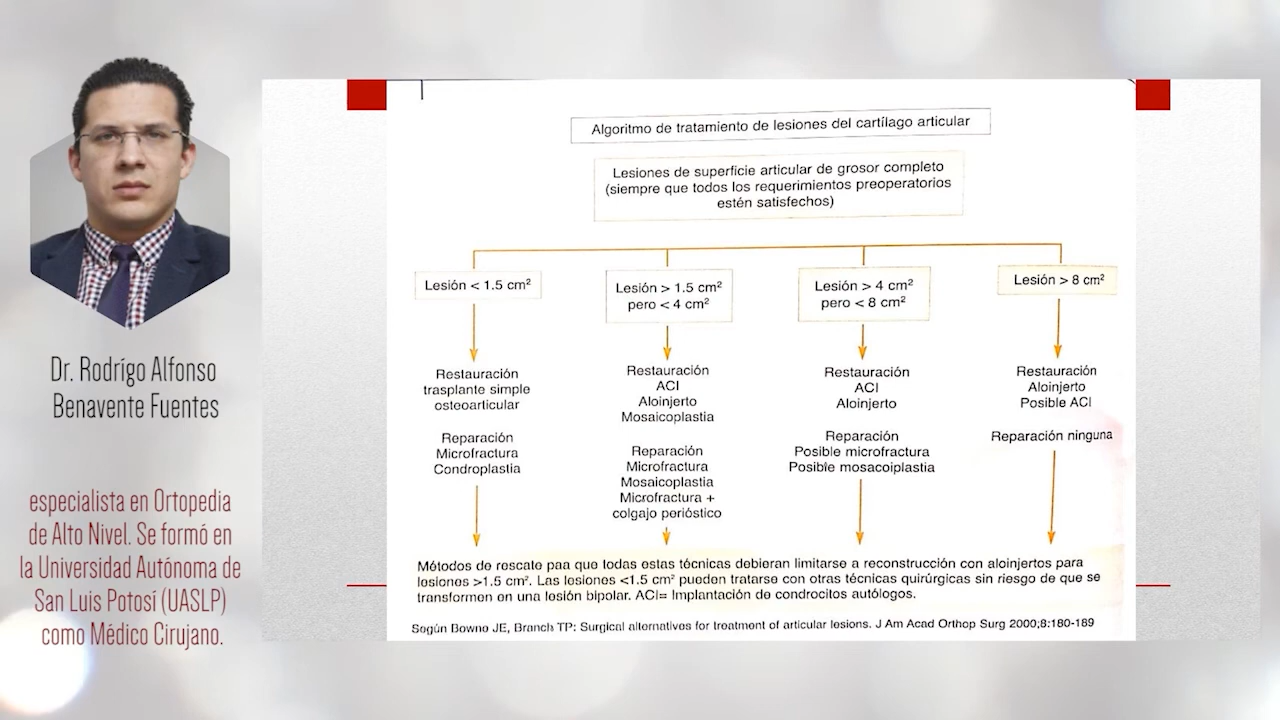 Dr. Rodrígo Alfonso
Benavente Fuentes
especialista en Ortopedia
de Alto Nivel. Se formó en
la Universidad Autónoma de
San Luis Potosí (UASLP)
como Médico Cirujano.
Algoritmo de tratamiento de lesiones del cartílago articular
Lesiones de superficie articular de grosor completo
(siempre que todos los requerimientos preoperatorios
estén satisfechos)
Lesión < 1.5 cm²
Restauración
trasplante simple
osteoarticular
Reparación
Microfractura
Condroplastia
Lesión > 1.5 cm²
pero < 4 cm²
Restauración
ACI
Aloinjerto
Mosaicoplastia
Reparación
Microfractura
Mosaicoplastia
Microfractura +
colgajo perióstico
Lesión > 4 cm²
pero < 8 cm²
Restauración
ACI
Aloinjerto
Reparación
Posible microfractura
Posible mosacoiplastia
Lesión > 8 cm²
Restauración
Aloinjerto
Posible ACI
Reparación ninguna
Métodos de rescate paa que todas estas técnicas debieran limitarse a reconstrucción con aloinjertos para
lesiones >1.5 cm². Las lesiones <1.5 cm² pueden tratarse con otras técnicas quirúrgicas sin riesgo de que se
transformen en una lesión bipolar. ACI= Implantación de condrocitos autólogos.
Según Bowne JE, Branch TP: Surgical alternatives for treatment of articular lesions. J Am Acad Orthop Surg 2000;8:180-189